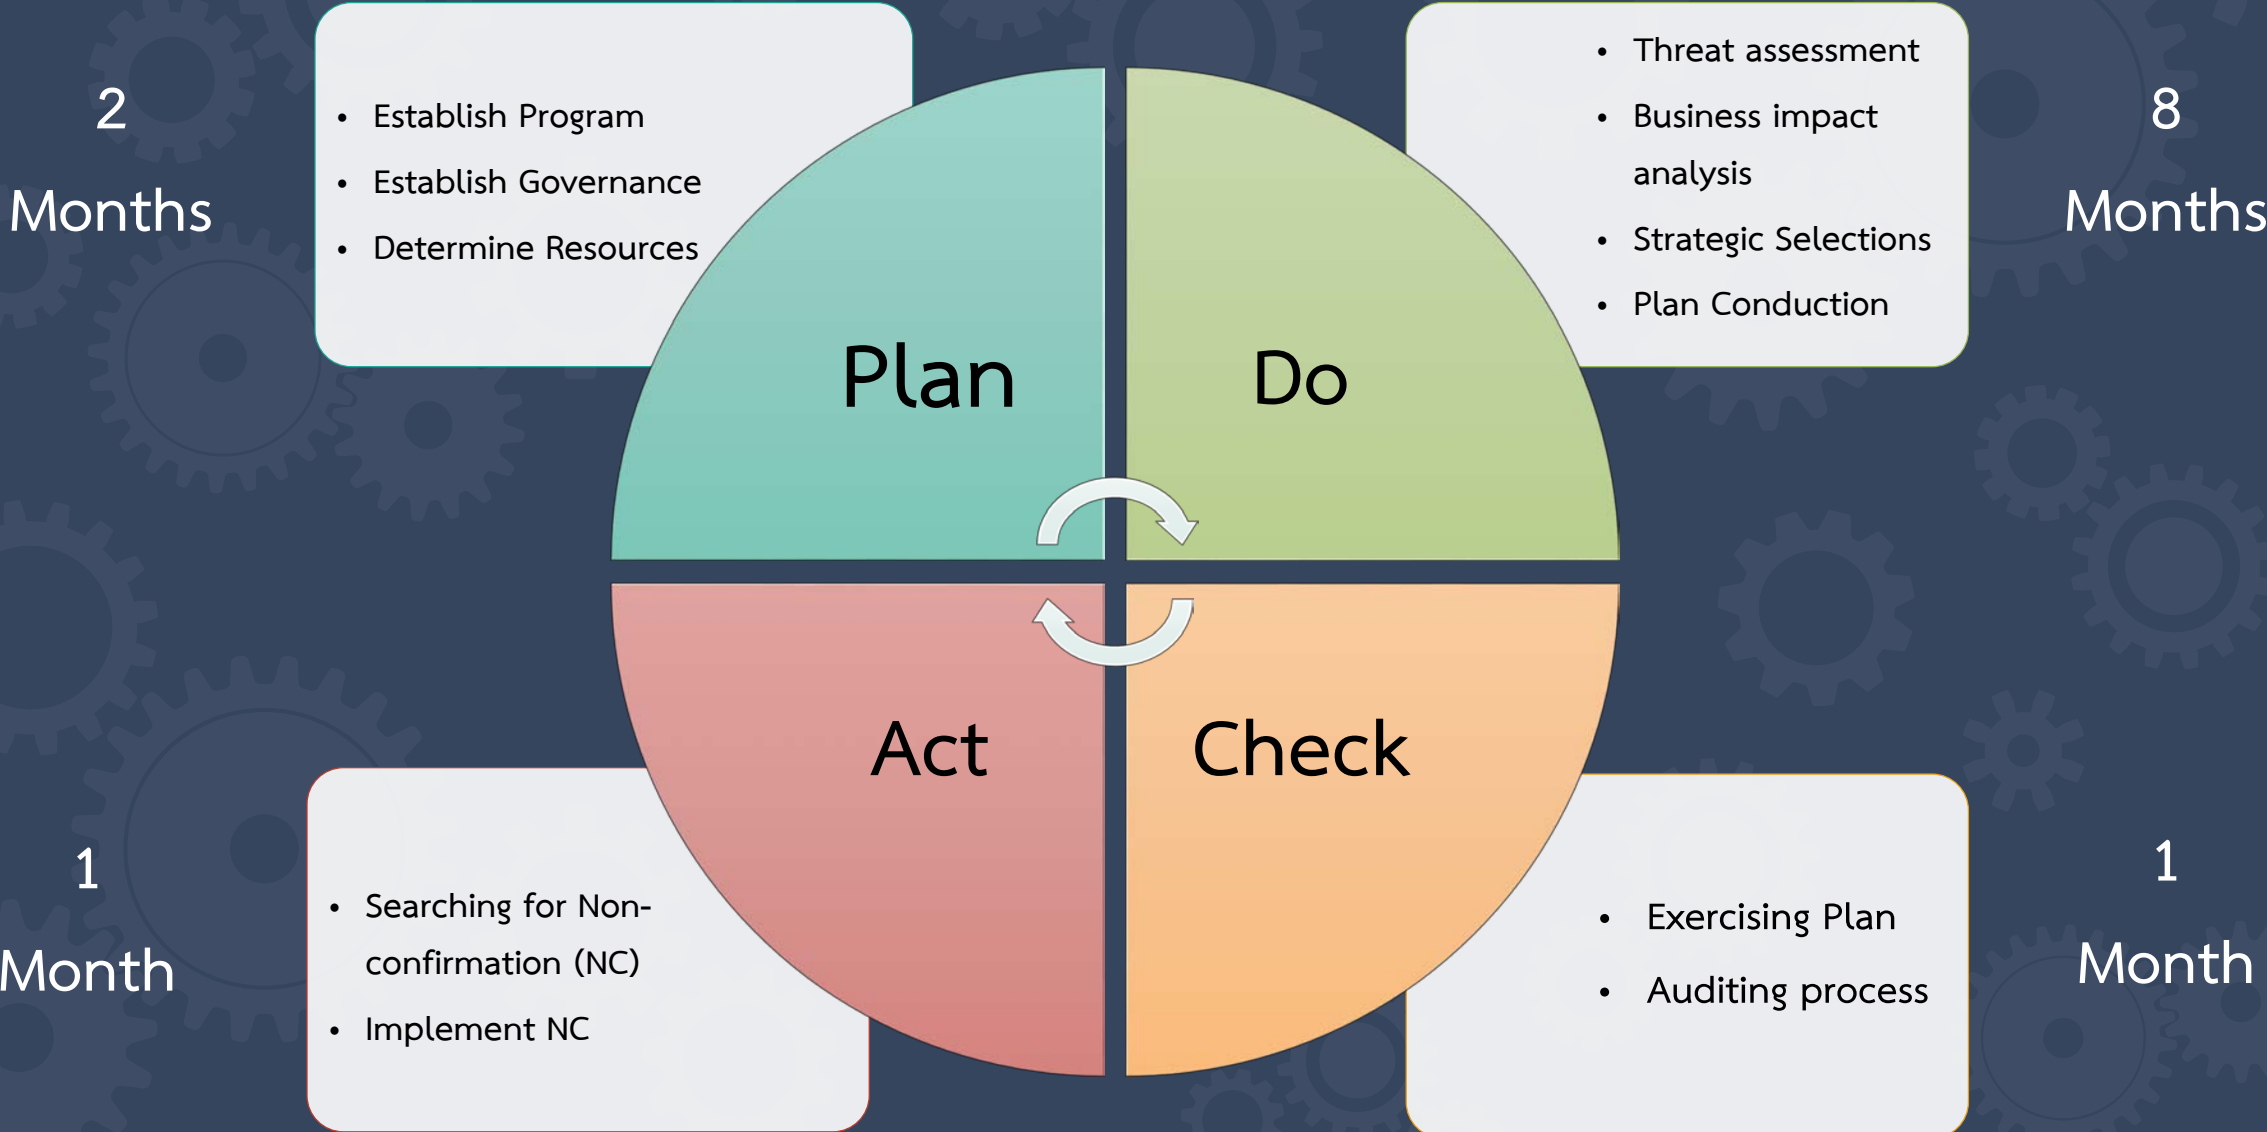 2
Months
• Establish Program
• Establish Governance
• Determine Resources
Plan
• Threat assessment
• Business impact
analysis
• Strategic Selections
• Plan Conduction
8
Months
Do
Act
Check
1
Month
• Searching for Non-
confirmation (NC)
• Implement NC
• Exercising Plan
• Auditing process
1
Month